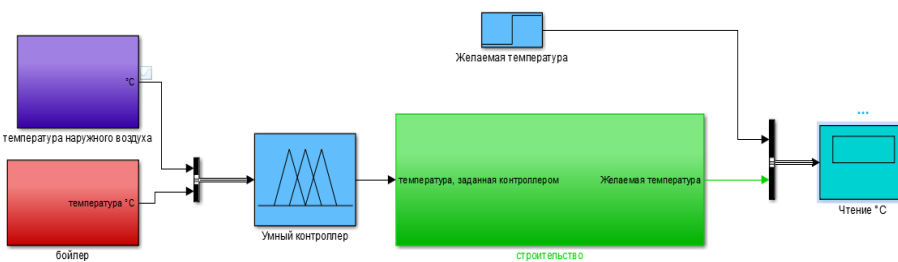 Желаемая температура
°C
температура наружного воздуха
...
температура °C
температура, заданная контроллером
Желаемая температура
Умный контроллер
Чтение °C
бойлер
строительство